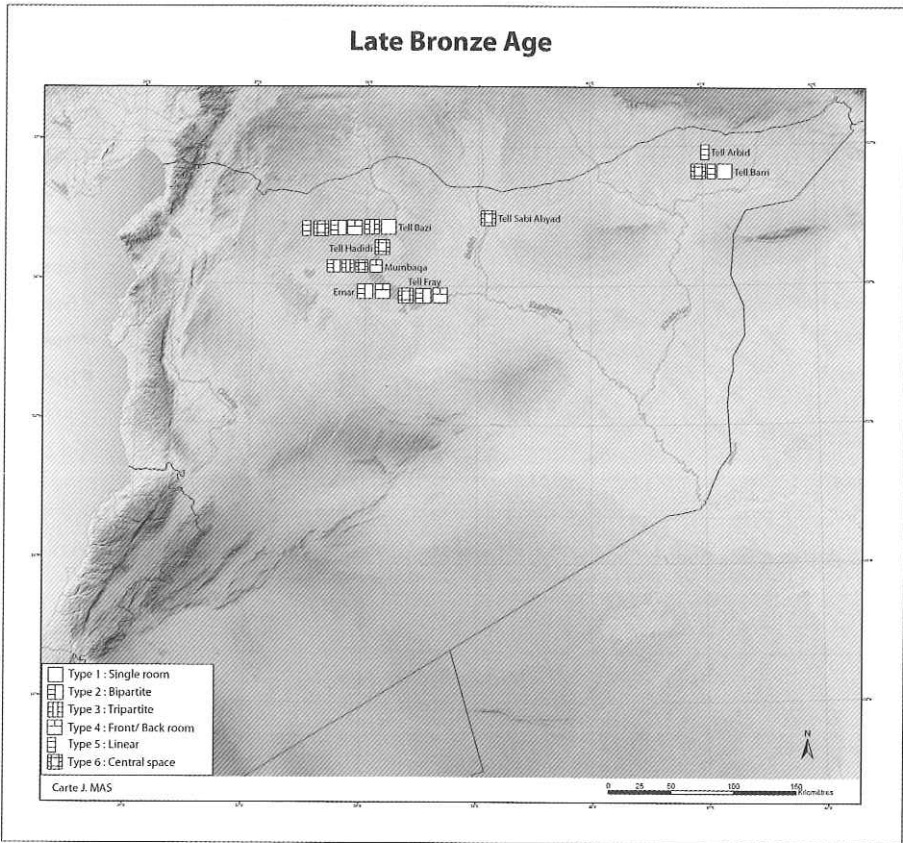 Late Bronze Age
Tell Arbid
Tell Barri
Tell Sabi Abyad
Tell Bazi
Tell Hadidi
Mumbaqa
Tell Fray
Emar
Euphrate
Type 1 : Single room
Type 2 : Bipartite
Type 3 : Tripartite
Type 4 : Front/ Back room
Type 5 : Linear
Type 6 : Central space
Carte J. MAS
N
0 25 50 100 150
Kilomètres